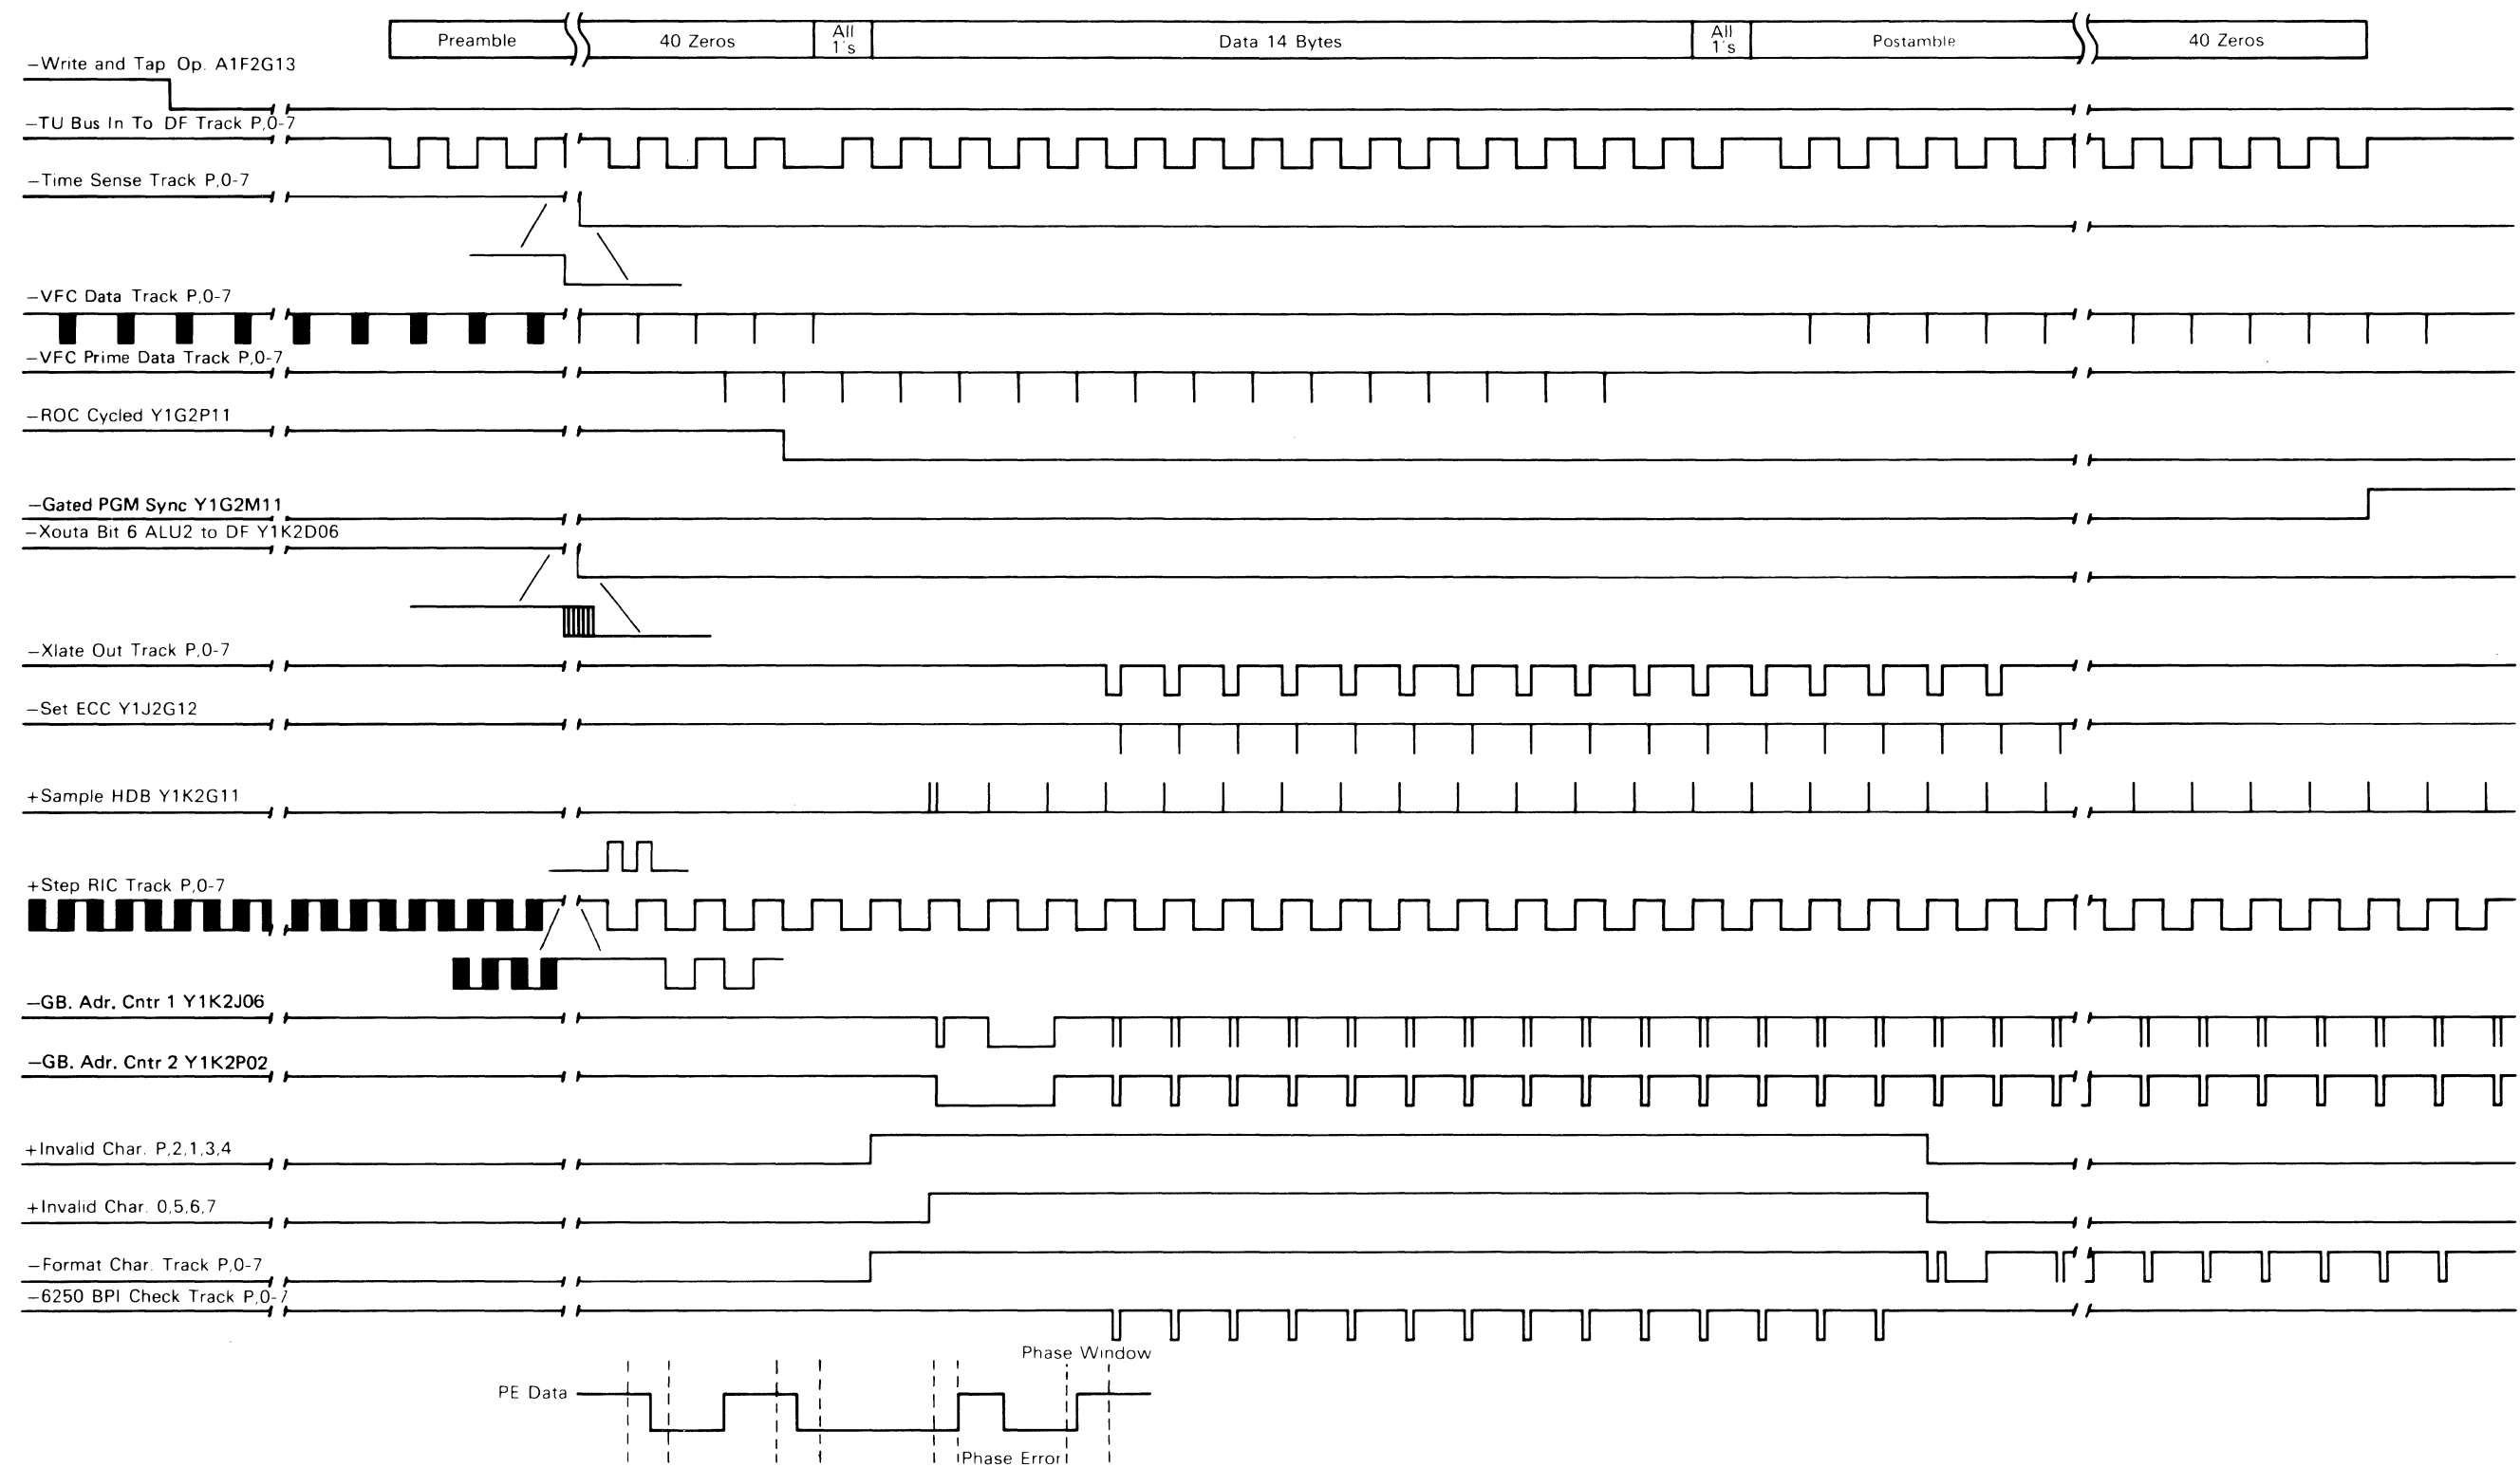 Preamble 40 Zeros All 1's Data 14 Bytes All 1's Postamble 40 Zeros
−Write and Tap Op. A1F2G13
−TU Bus In To DF Track P,0-7
−Time Sense Track P,0-7
−VFC Data Track P,0-7
−VFC Prime Data Track P,0-7
−ROC Cycled Y1G2P11
−Gated PGM Sync Y1G2M11
−Xouta Bit 6 ALU2 to DF Y1K2D06
−Xlate Out Track P,0-7
−Set ECC Y1J2G12
+Sample HDB Y1K2G11
+Step RIC Track P,0-7
−GB. Adr. Cntr 1 Y1K2J06
−GB. Adr. Cntr 2 Y1K2P02
+Invalid Char. P,2,1,3,4
+Invalid Char. 0,5,6,7
−Format Char. Track P,0-7
−6250 BPI Check Track P,0-7
Phase Window
PE Data
Phase Error